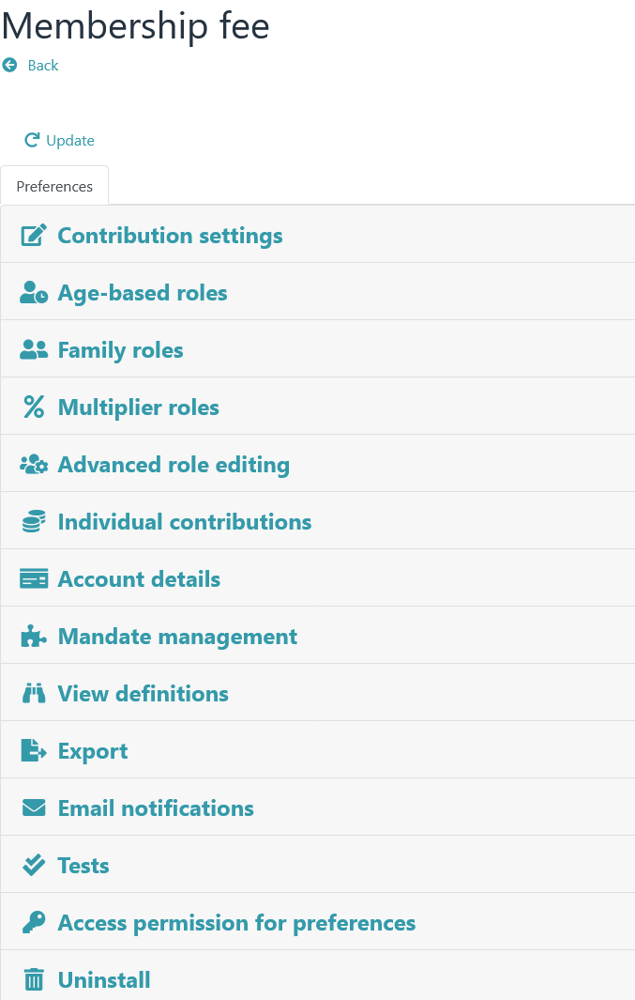 Membership fee
Back
Update
Preferences
Contribution settings
Age-based roles
Family roles
Multiplier roles
Advanced role editing
Individual contributions
Account details
Mandate management
View definitions
Export
Email notifications
Tests
Access permission for preferences
Uninstall